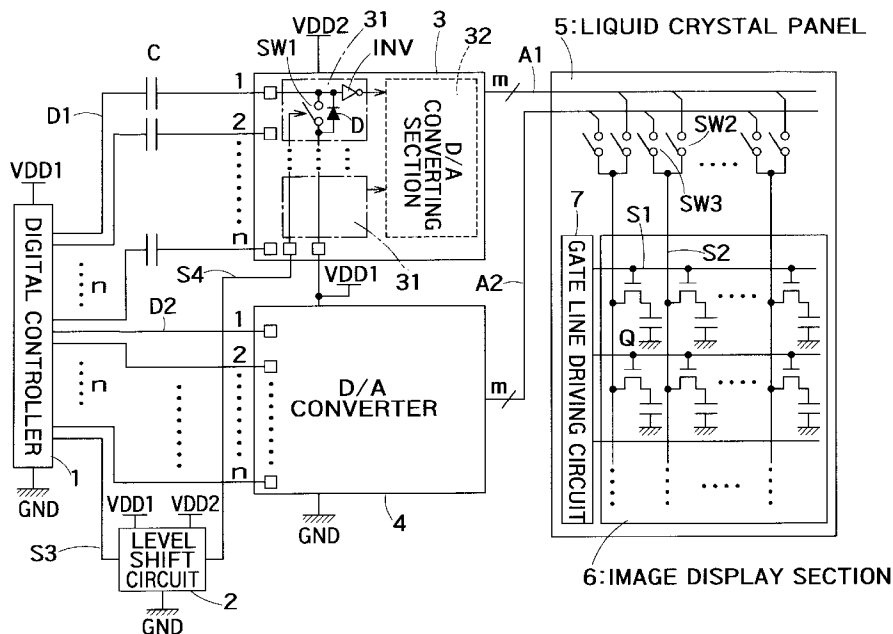 VDD2
31
SW1
INV
3
32
C
1
m
A1
5:LIQUID CRYSTAL PANEL
D1
2
D
D/A CONVERTING SECTION
SW2
VDD1
SW3
DIGITAL CONTROLLER
n
n
S4
31
VDD1
A2
7
S1
S2
D2
1
2
Q
GATE LINE DRIVING CIRCUIT
n
D/A
CONVERTER
m
1
n
GND
VDD1
VDD2
S3
LEVEL
SHIFT
CIRCUIT
2
GND
GND
4
6:IMAGE DISPLAY SECTION